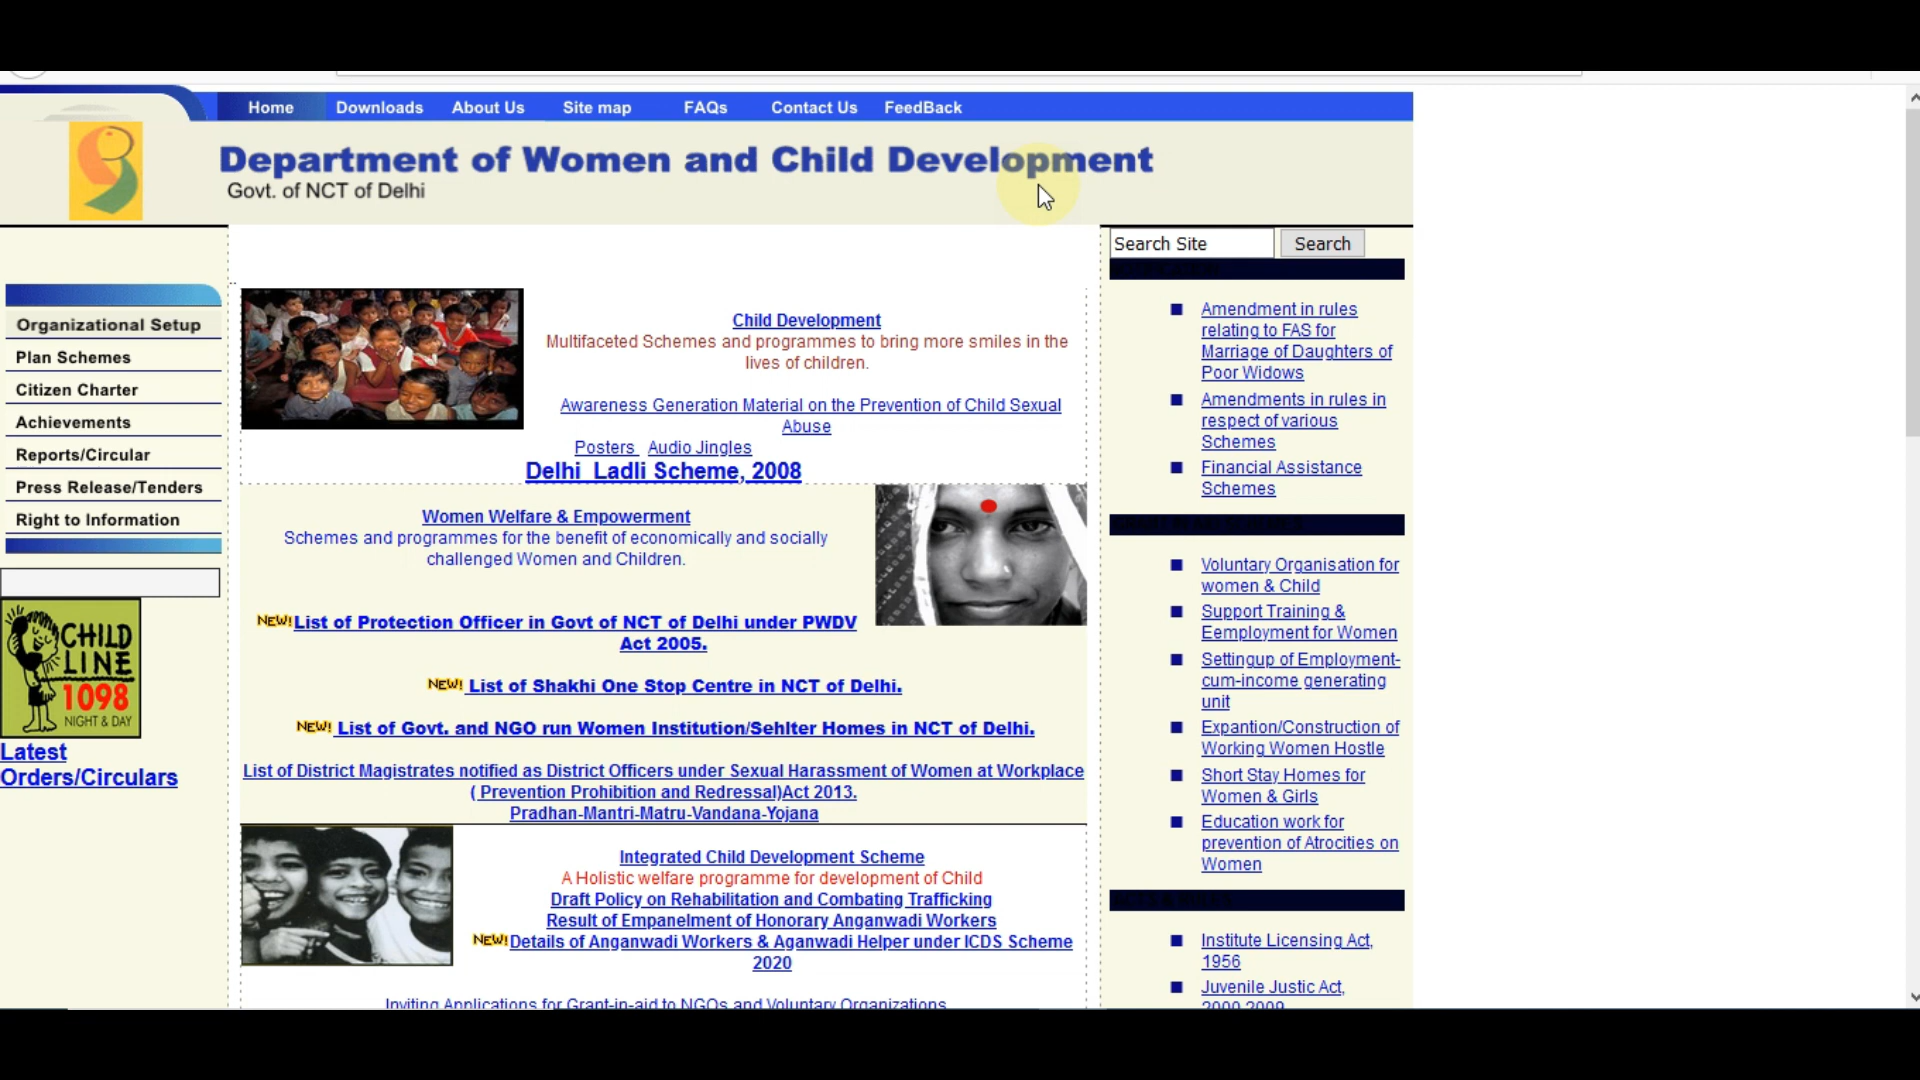 Home Downloads About Us Site map FAQs Contact Us FeedBack
Department of Women and Child Development
Govt. of NCT of Delhi
Organizational Setup
Plan Schemes
Citizen Charter
Achievements
Reports/Circular
Press Release/Tenders
Right to Information
CHILD
LINE
1098
NIGHT & DAY
Latest
Orders/Circulars
Child Development
Multifaceted Schemes and programmes to bring more smiles in the
lives of children.
Awareness Generation Material on the Prevention of Child Sexual
Abuse
Posters Audio Jingles
Delhi Ladli Scheme, 2008
Women Welfare & Empowerment
Schemes and programmes for the benefit of economically and socially
challenged Women and Children.
NEW! List of Protection Officer in Govt of NCT of Delhi under PWDV
Act 2005.
NEW! List of Shakhi One Stop Centre in NCT of Delhi.
NEW! List of Govt. and NGO run Women Institution/Sehlter Homes in NCT of Delhi.
List of District Magistrates notified as District Officers under Sexual Harassment of Women at Workplace
( Prevention Prohibition and Redressal)Act 2013.
Pradhan-Mantri-Matru-Vandana-Yojana
Integrated Child Development Scheme
A Holistic welfare programme for development of Child
Draft Policy on Rehabilitation and Combating Trafficking
Result of Empanelment of Honorary Anganwadi Workers
NEW! Details of Anganwadi Workers & Aganwadi Helper under ICDS Scheme
2020
Inviting Applications for Grant-in-aid to NGOs and Voluntary Organizations
Search Site Search
Amendment in rules
relating to FAS for
Marriage of Daughters of
Poor Widows
Amendments in rules in
respect of various
Schemes
Financial Assistance
Schemes
Voluntary Organisation for
women & Child
Support Training &
Eemployment for Women
Settingup of Employment-
cum-income generating
unit
Expantion/Construction of
Working Women Hostle
Short Stay Homes for
Women & Girls
Education work for
prevention of Atrocities on
Women
Institute Licensing Act,
1956
Juvenile Justic Act,
2000-2009